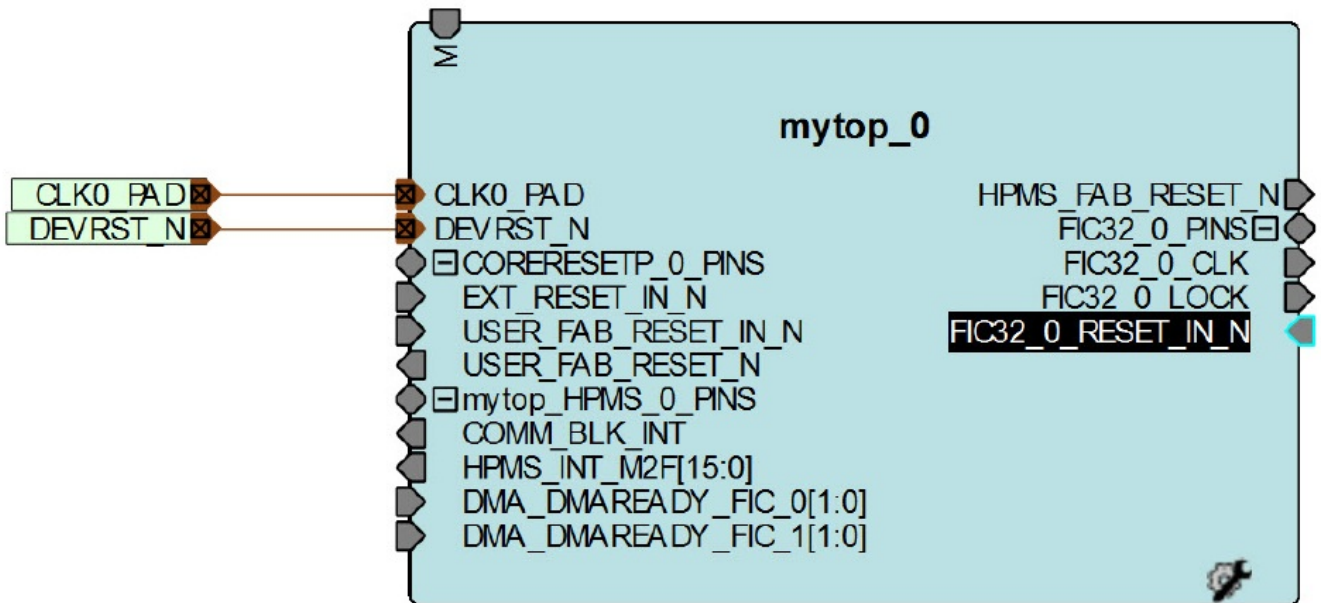 M
mytop_0
CLK0_PAD
DEVRST_N
CLK0_PAD
DEVRST_N
CORERESETP_0_PINS
EXT_RESET_IN_N
USER_FAB_RESET_IN_N
USER_FAB_RESET_N
mytop_HPMS_0_PINS
COMM_BLK_INT
HPMS_INT_M2F[15:0]
DMA_DMAREADY_FIC_0[1:0]
DMA_DMAREADY_FIC_1[1:0]
HPMS_FAB_RESET_N
FIC32_0_PINS
FIC32_0_CLK
FIC32_0_LOCK
FIC32_0_RESET_IN_N